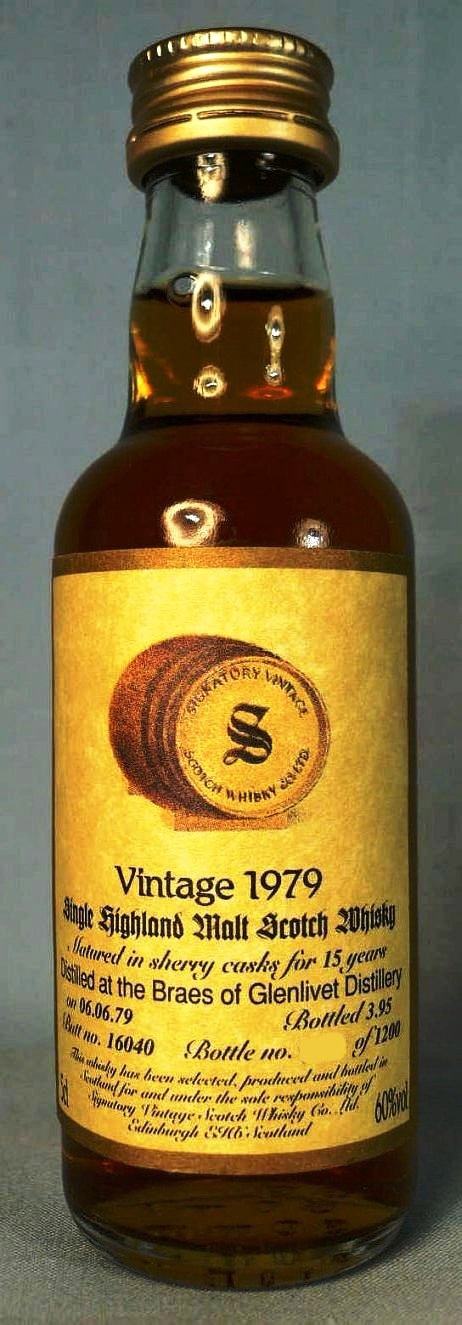 SIGNATORY VINTAGE
S
SCOTCH WHISKY CO. LTD.
Vintage 1979
Single Highland Malt Scotch Whisky
Matured in sherry casks for 15 years
Distilled at the Braes of Glenlivet Distillery
on 06.06.79 Bottled 3.95
Butt no. 16040 Bottle no. of 1200
This whisky has been selected, produced and bottled in
Scotland for and under the sole responsibility of
5cl Signatory Vintage Scotch Whisky Co. Ltd. 60%vol
Edinburgh EH6 Scotland